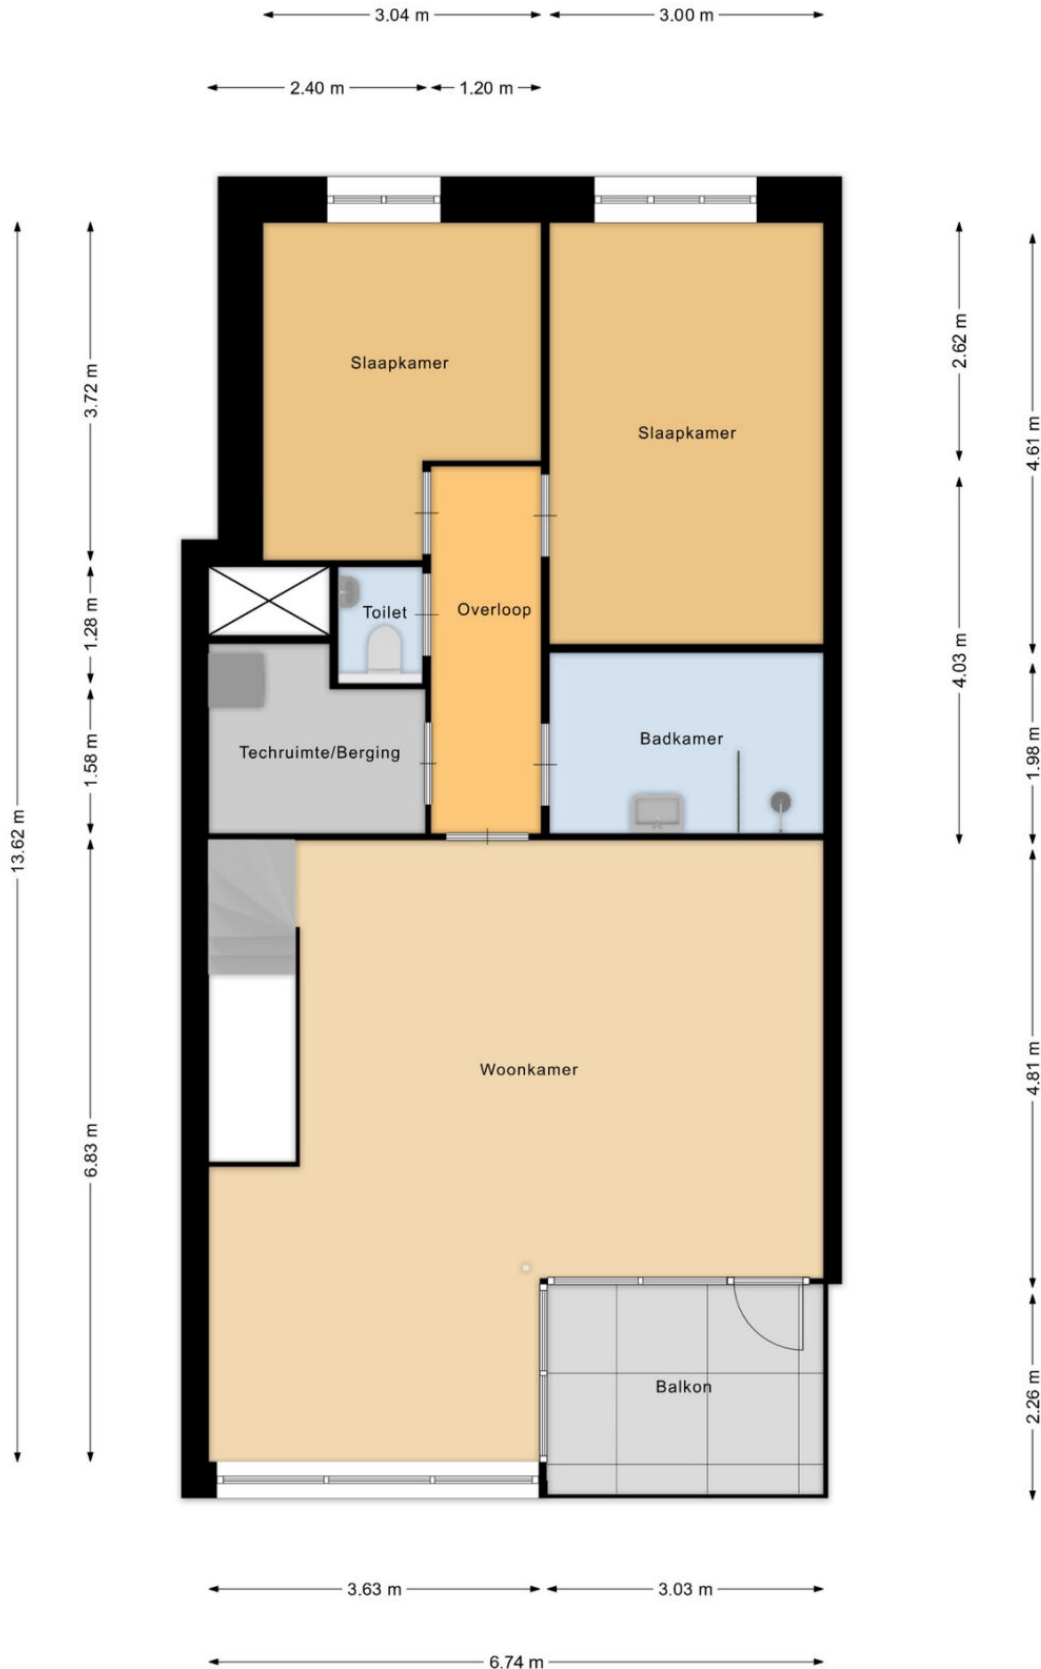 3.04 m
3.00 m
2.40 m
1.20 m
Slaapkamer
Slaapkamer
Toilet
Overloop
Techruimte/Berging
Badkamer
Woonkamer
Balkon
13.62 m
3.72 m
1.28 m
1.58 m
6.83 m
2.62 m
4.03 m
4.61 m
1.98 m
4.81 m
2.26 m
3.63 m
3.03 m
6.74 m